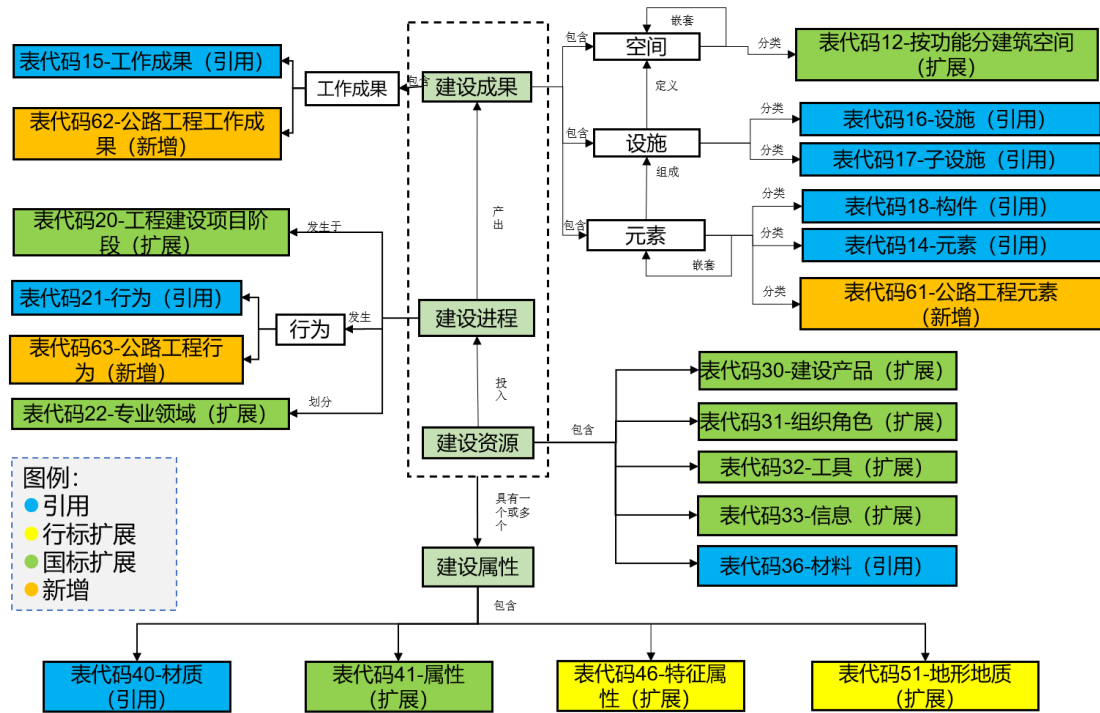 嵌套
包含
空间
分类
表代码12-按功能分建筑空间
(扩展)
表代码15-工作成果（引用）
工作成果
包含
建设成果
定义
表代码62-公路工程工作成
果（新增）
包含
设施
分类
表代码16-设施（引用）
分类
表代码17-子设施（引用）
组成
表代码20-工程建设项目阶
段（扩展）
发生于
产
出
包含
元素
嵌套
分类
表代码18-构件（引用）
分类
表代码14-元素（引用）
分类
表代码61-公路工程元素
（新增）
表代码21-行为（引用）
行为
发生
建设进程
表代码63-公路工程行
为（新增）
投
入
表代码22-专业领域（扩展）
划分
建设资源
包含
表代码30-建设产品（扩展）
表代码31-组织角色（扩展）
表代码32-工具（扩展）
表代码33-信息（扩展）
表代码36-材料（引用）
图例：
引用
行标扩展
国标扩展
新增
具有一
个或多
个
建设属性
包含
表代码40-材质
（引用）
表代码41-属性
（扩展）
表代码46-特征属
性（扩展）
表代码51-地形地质
（扩展）